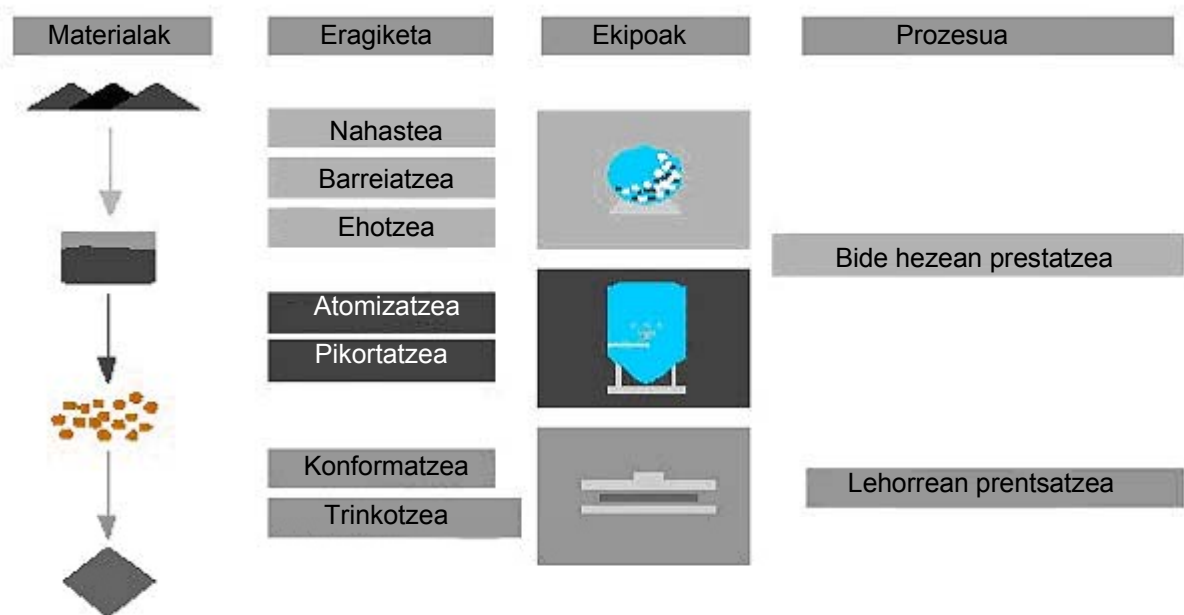 Materialak
Eragiketa
Ekipoak
Prozesua
Nahastea
Barreiatzea
Ehotzea
Bide hezean prestatzea
Atomizatzea
Pikortatzea
Konformatzea
Trinkotzea
Lehorrean prentsatzea